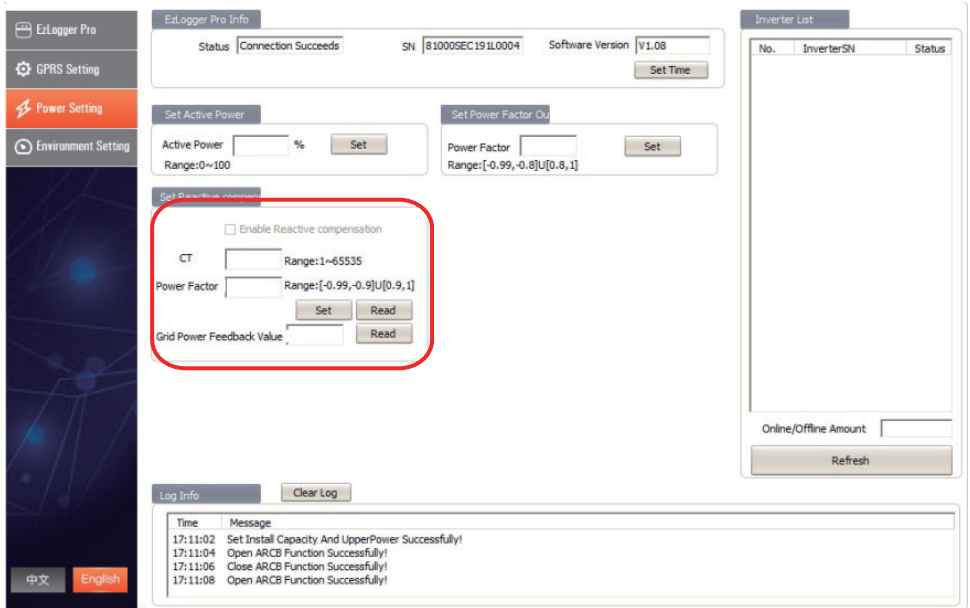 EzLogger Pro
GPRS Setting
Power Setting
Environment Setting
中文 English
EzLogger Pro Info
Status Connection Succeeds SN 81000SEC191L0004 Software Version V1.08
Set Time
Set Active Power
Active Power % Set
Range:0~100
Set Power Factor Ou
Power Factor Set
Range:[-0.99,-0.8]U[0.8,1]
Set Reactive compens
Enable Reactive compensation
CT Range:1~65535
Power Factor Range:[-0.99,-0.9]U[0.9,1]
Set Read
Grid Power Feedback Value Read
Inverter List
No. InverterSN Status
Online/Offline Amount
Refresh
Log Info Clear Log
Time Message
17:11:02 Set Install Capacity And UpperPower Successfully!
17:11:04 Open ARCB Function Successfully!
17:11:06 Close ARCB Function Successfully!
17:11:08 Open ARCB Function Successfully!